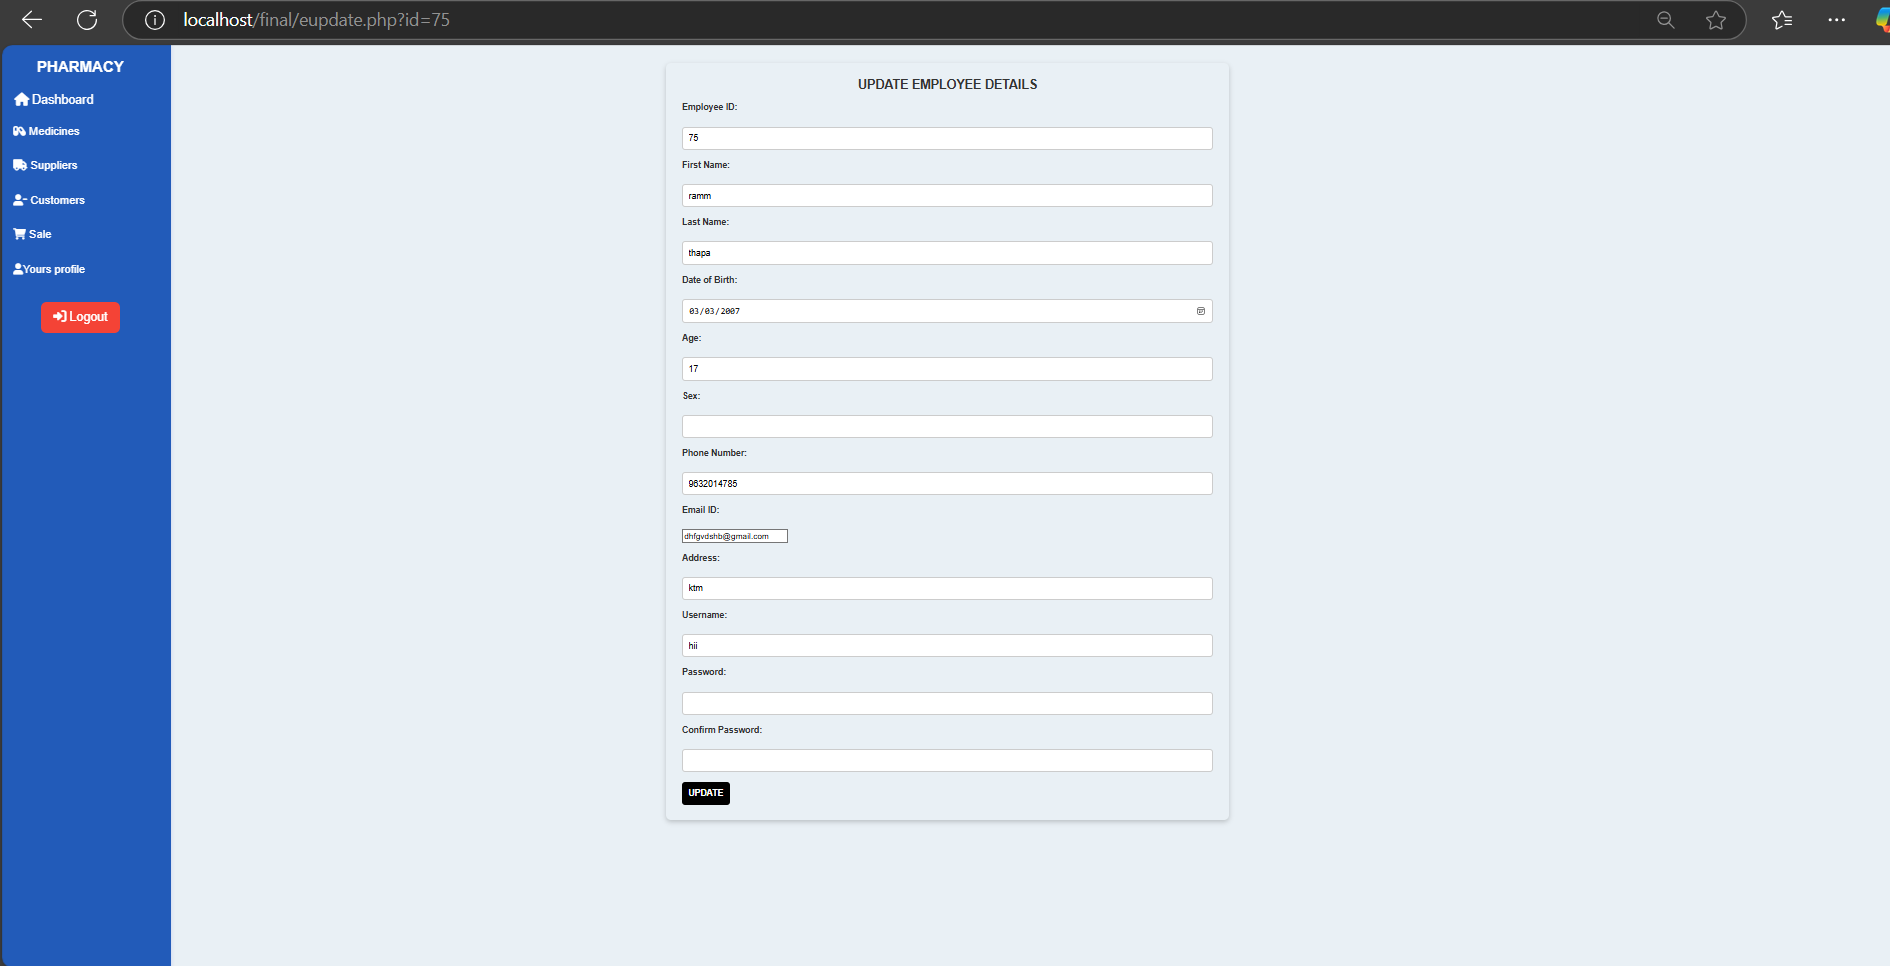 localhost/final/eupdate.php?id=75
PHARMACY
Dashboard
Medicines
Suppliers
Customers
Sale
Yours profile
Logout
UPDATE EMPLOYEE DETAILS
Employee ID:
75
First Name:
ramm
Last Name:
thapa
Date of Birth:
03/03/2007
Age:
17
Sex:
Phone Number:
9632014785
Email ID:
dhfgvdshb@gmail.com
Address:
ktm
Username:
hii
Password:
Confirm Password:
UPDATE